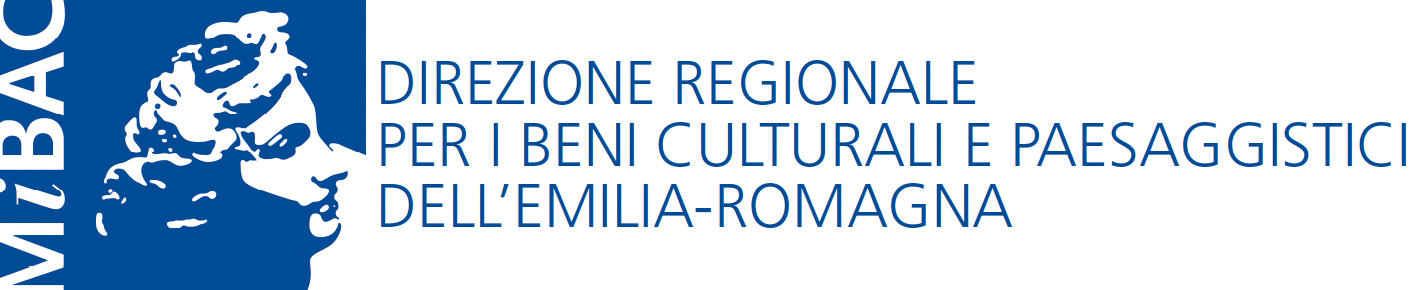 MiBAC
DIREZIONE REGIONALE
PER I BENI CULTURALI E PAESAGGISTICI
DELL’EMILIA-ROMAGNA